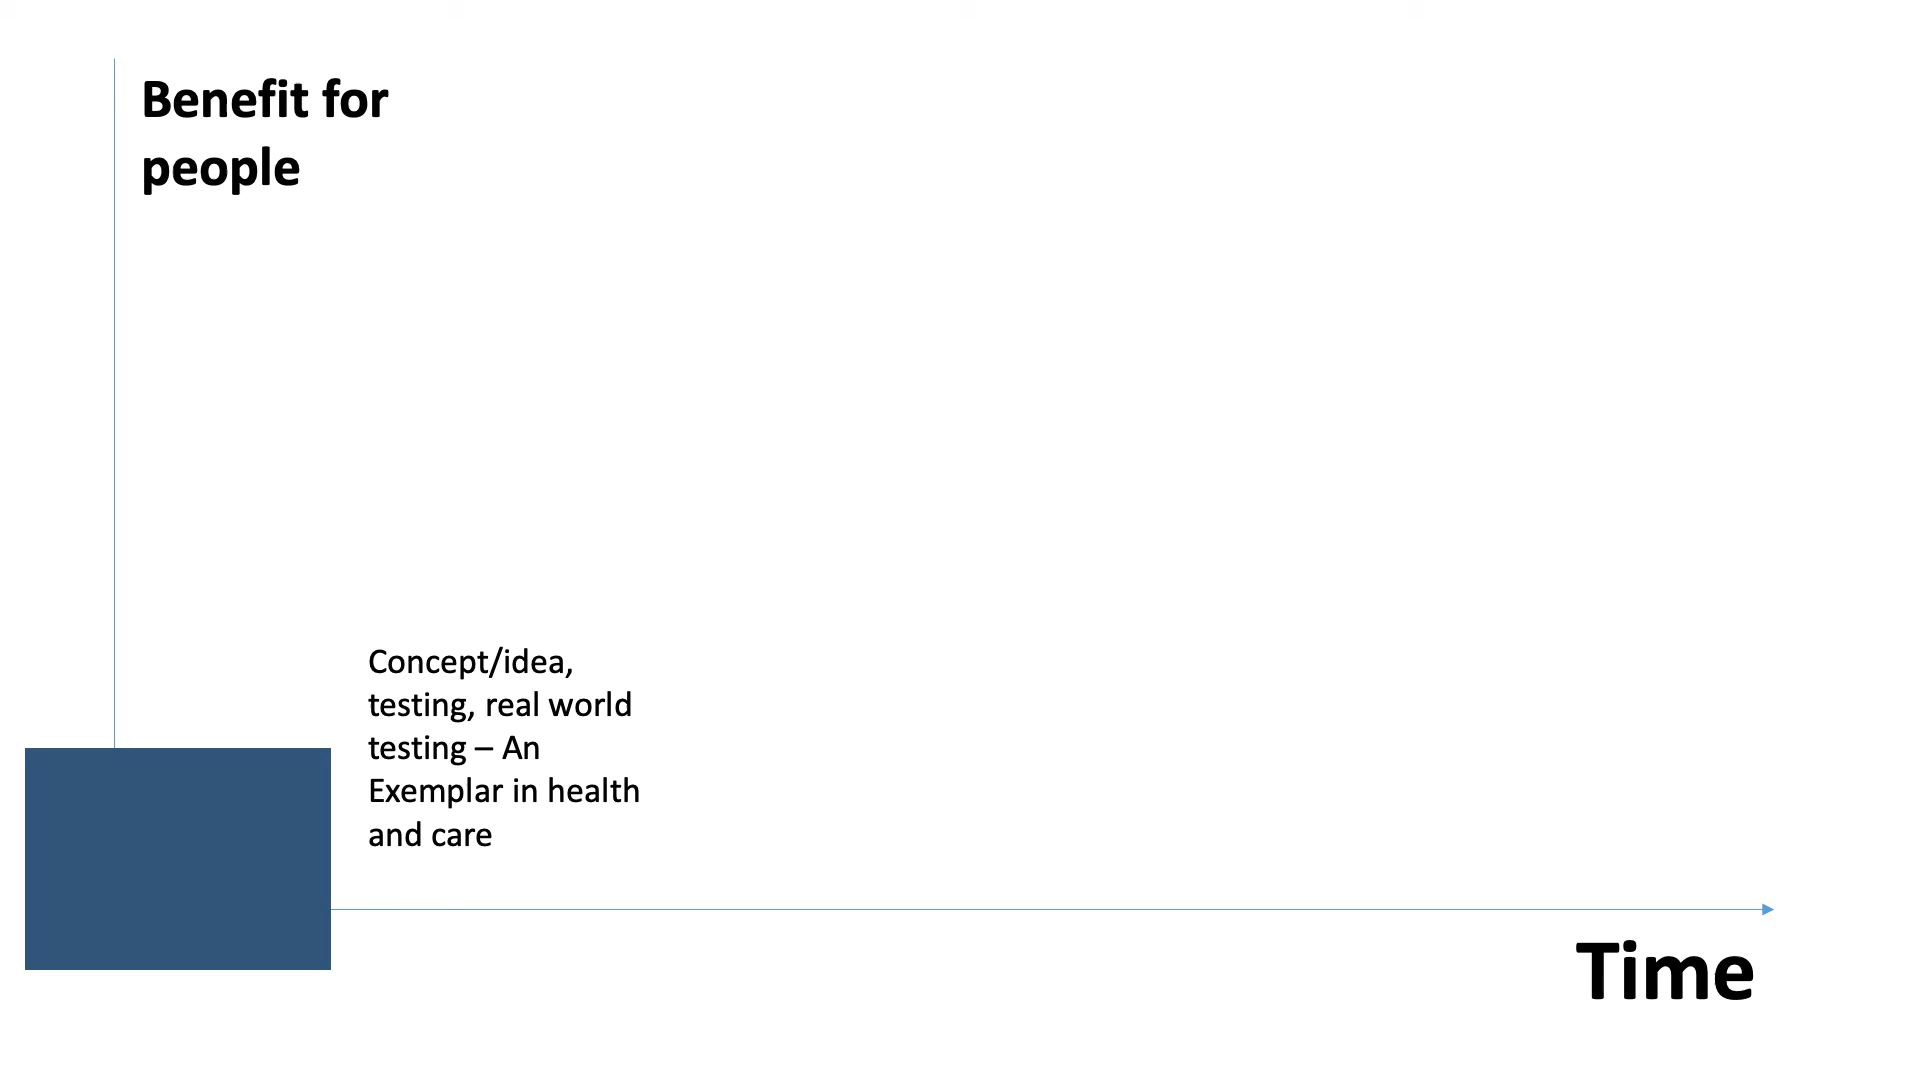 Benefit for
people
Concept/idea,
testing, real world
testing – An
Exemplar in health
and care
Time